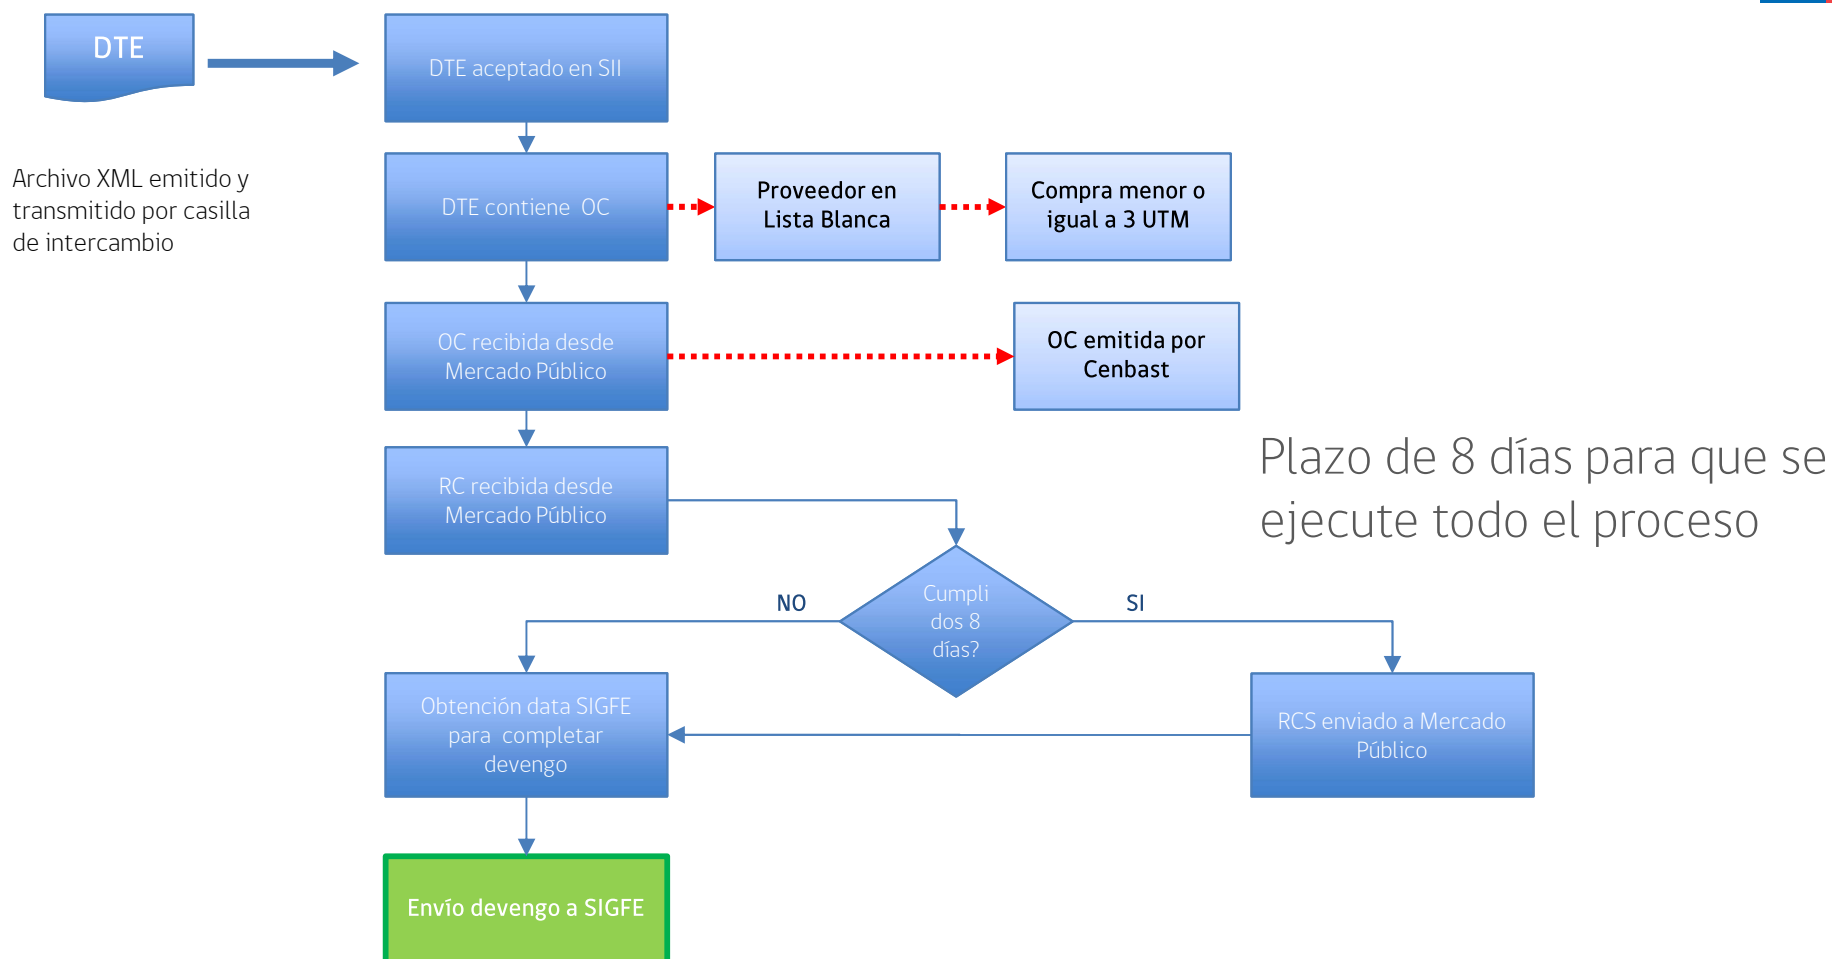 DTE
DTE aceptado en SII
Archivo XML emitido y
transmitido por casilla
de intercambio
DTE contiene OC
Proveedor en
Lista Blanca
Compra menor o
igual a 3 UTM
OC recibida desde
Mercado Público
OC emitida por
Cenbast
Plazo de 8 días para que se
ejecute todo el proceso
RC recibida desde
Mercado Público
Cumpli
dos 8
días?
NO
SI
Obtención data SIGFE
para completar
devengo
RCS enviado a Mercado
Público
Envío devengo a SIGFE